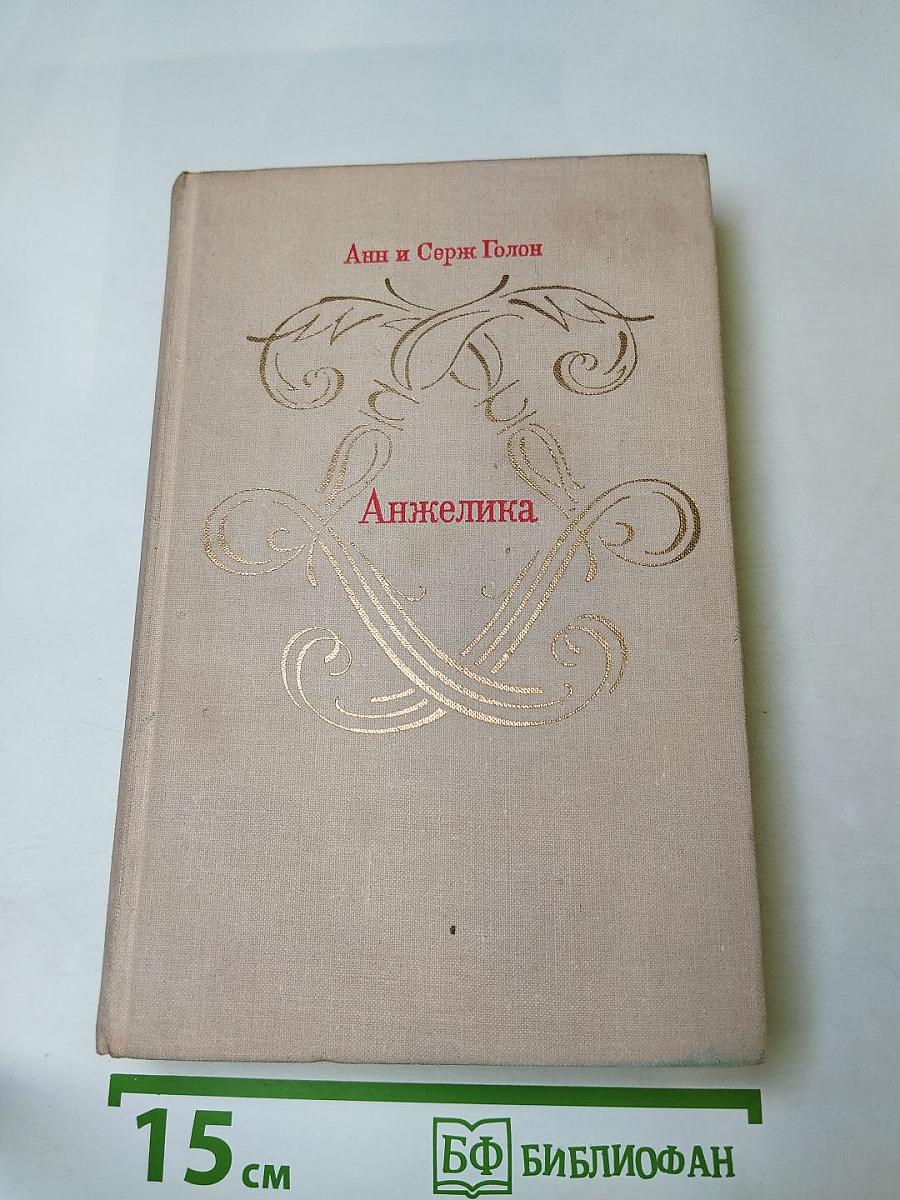 Анн и Серж Голон
Анжелика
15 см
БФ БИБЛИОФАН